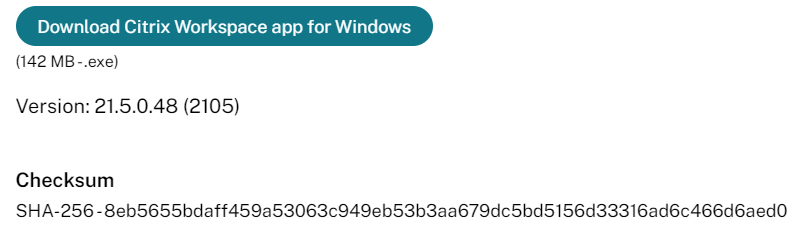 Download Citrix Workspace app for Windows
(142 MB - .exe)
Version: 21.5.0.48 (2105)
Checksum
SHA-256 - 8eb5655bdaff459a53063c949eb53b3aa679dc5bd5156d33316ad6c466d6aed0